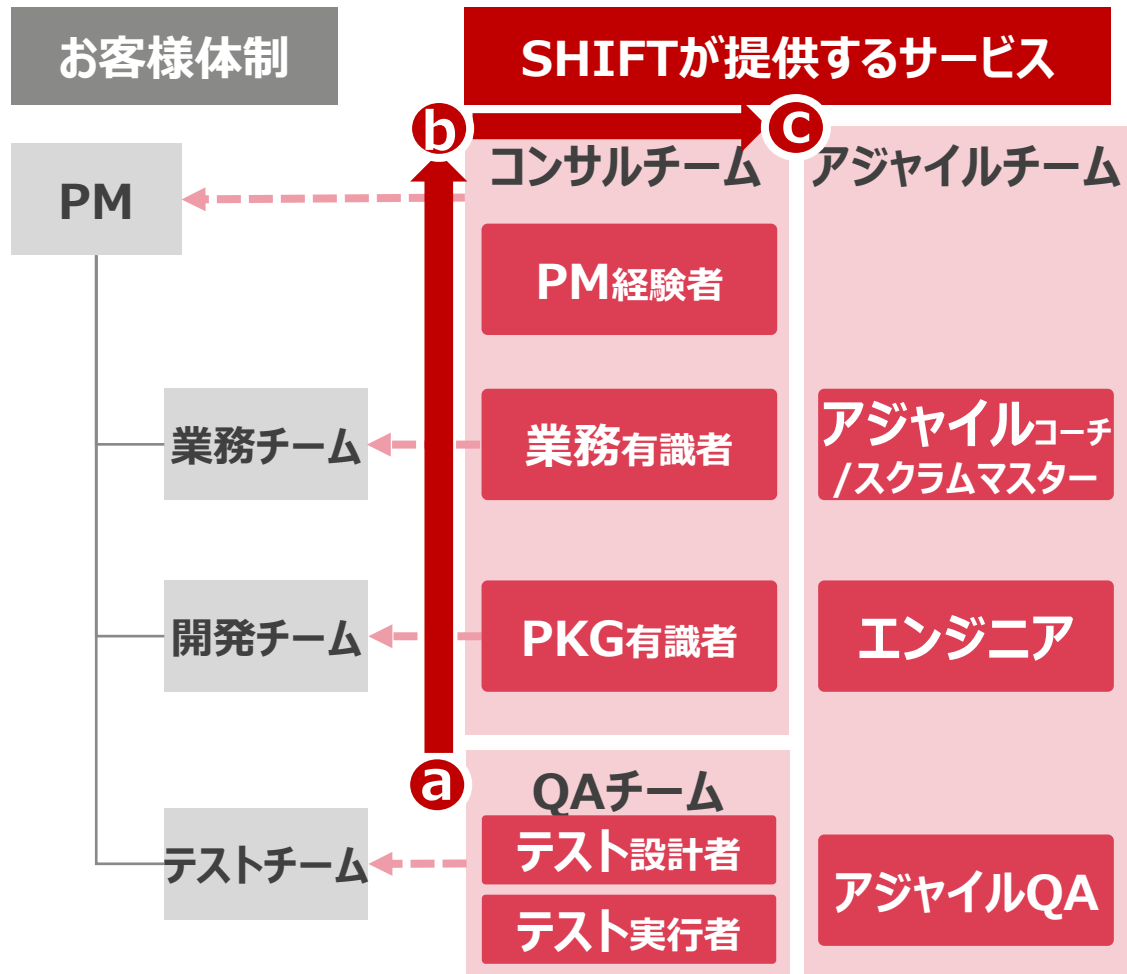 お客様体制
SHIFTが提供するサービス
b
c
コンサルチーム
アジャイルチーム
PM
PM経験者
業務チーム
業務有識者
アジャイルコーチ
/スクラムマスター
開発チーム
PKG有識者
エンジニア
a
QAチーム
テストチーム
テスト設計者
テスト実行者
アジャイルQA